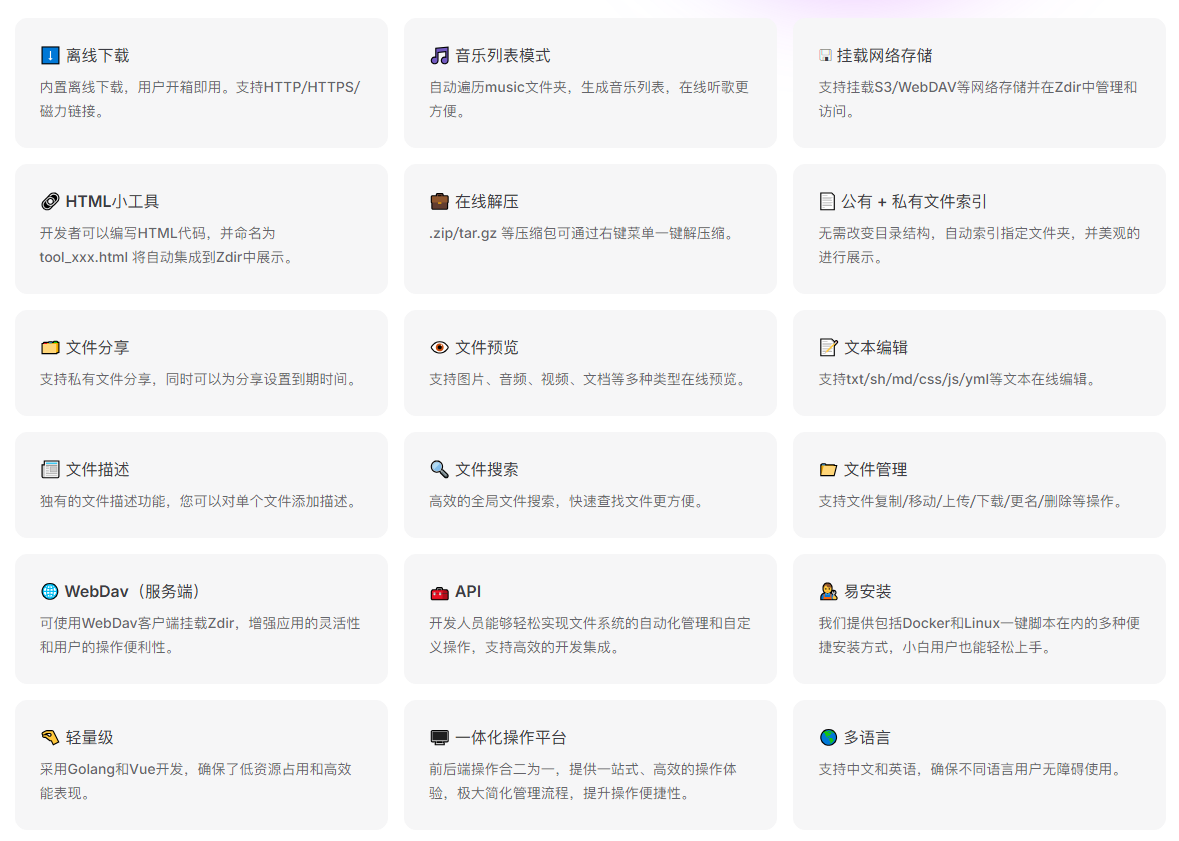 离线下载
内置离线下载，用户开箱即用。支持HTTP/HTTPS/
磁力链接。
音乐列表模式
自动遍历music文件夹，生成音乐列表，在线听歌更
方便。
挂载网络存储
支持挂载S3/WebDAV等网络存储并在Zdir中管理和
访问。
HTML小工具
开发者可以编写HTML代码，并命名为
tool_xxx.html 将自动集成到Zdir中展示。
在线解压
.zip/tar.gz 等压缩包可通过右键菜单一键解压缩。
公有 + 私有文件索引
无需改变目录结构，自动索引指定文件夹，并美观的
进行展示。
文件分享
支持私有文件分享，同时可以为分享设置到期时间。
文件预览
支持图片、音频、视频、文档等多种类型在线预览。
文本编辑
支持txt/sh/md/css/js/yml等文本在线编辑。
文件描述
独有的文件描述功能，您可以对单个文件添加描述。
文件搜索
高效的全局文件搜索，快速查找文件更方便。
文件管理
支持文件复制/移动/上传/下载/更名/删除等操作。
WebDav（服务端）
可使用WebDav客户端挂载Zdir，增强应用的灵活性
和用户的操作便利性。
API
开发人员能够轻松实现文件系统的自动化管理和自定
义操作，支持高效的开发集成。
易安装
我们提供包括Docker和Linux一键脚本在内的多种便
捷安装方式，小白用户也能轻松上手。
轻量级
采用Golang和Vue开发，确保了低资源占用和高效
能表现。
一体化操作平台
前后端操作合二为一，提供一站式、高效的操作体
验，极大简化管理流程，提升操作便捷性。
多语言
支持中文和英语，确保不同语言用户无障碍使用。